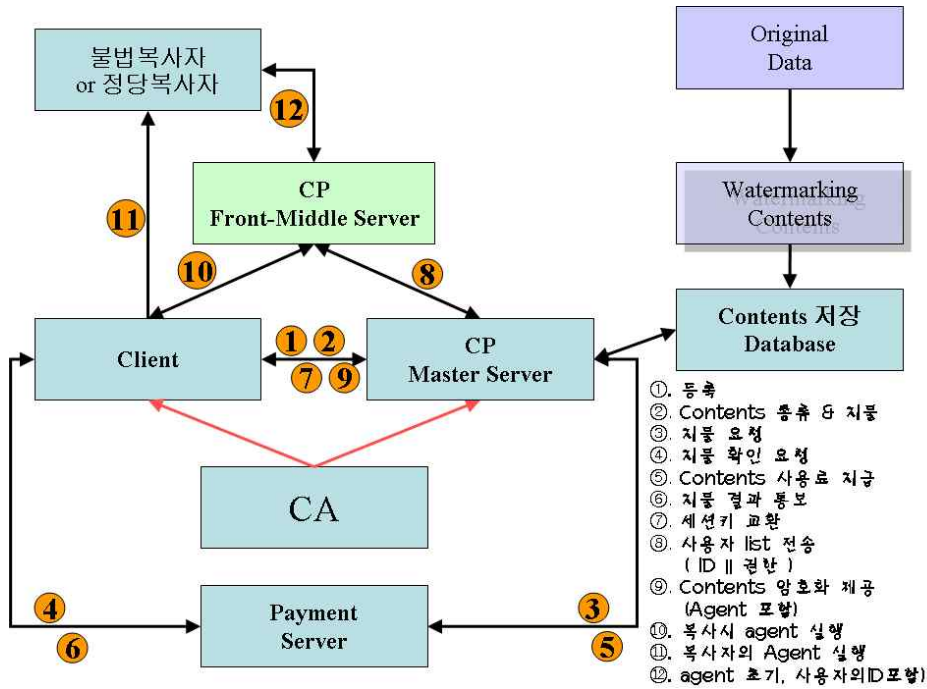 불법복사자
or 정당복사자
Original
Data
12
CP
Front-Middle Server
Watermarking
Contents
11
10
8
Client
1 2
7 9
CP
Master Server
Contents 저장
Database
CA
4
6
Payment
Server
3
5
①. 등록
②. Contents 종류 & 지불
③. 지불 요청
④. 지불 확인 요청
⑤. Contents 사용료 지급
⑥. 지불 결과 통보
⑦. 세션키 교환
⑧. 사용자 list 전송
( ID || 권한 )
⑨. Contents 암호화 제공
(Agent 포함)
⑩. 복사시 agent 실행
⑪. 복사자의 Agent 실행
⑫. agent 초기, 사용자의ID포함)